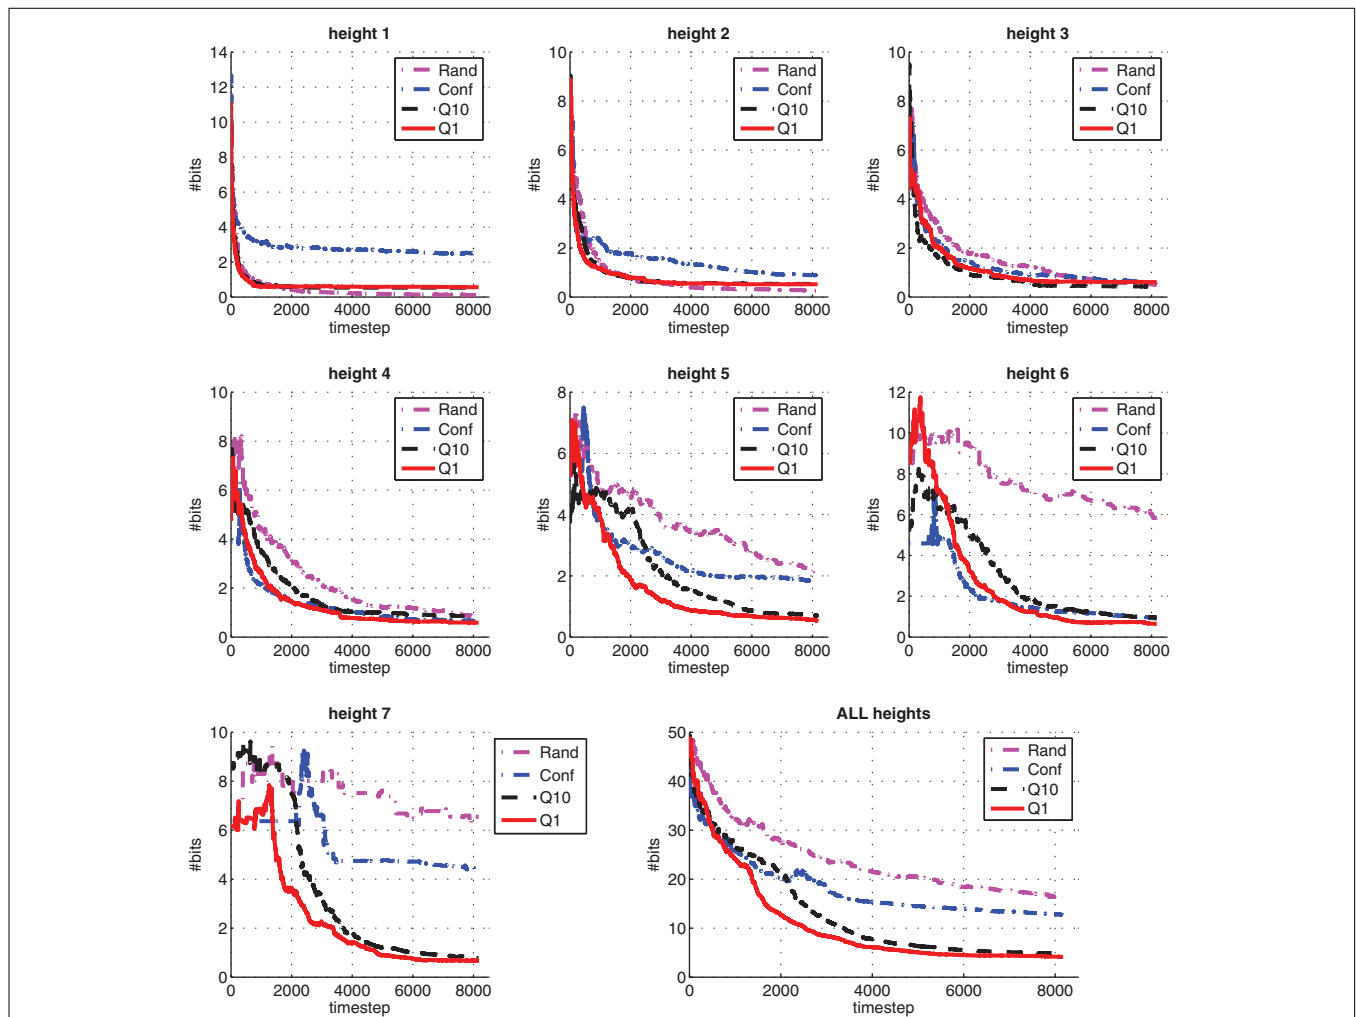 height 1
14
12
10
8
6
4
2
0
#bits
0 2000 4000 6000 8000
timestep
Rand
Conf
Q10
Q1
height 2
10
8
6
4
2
0
#bits
0 2000 4000 6000 8000
timestep
Rand
Conf
Q10
Q1
height 3
10
8
6
4
2
0
#bits
0 2000 4000 6000 8000
timestep
Rand
Conf
Q10
Q1
height 4
10
8
6
4
2
0
#bits
0 2000 4000 6000 8000
timestep
Rand
Conf
Q10
Q1
height 5
8
6
4
2
0
#bits
0 2000 4000 6000 8000
timestep
Rand
Conf
Q10
Q1
height 6
12
10
8
6
4
2
0
#bits
0 2000 4000 6000 8000
timestep
Rand
Conf
Q10
Q1
height 7
10
8
6
4
2
0
#bits
0 2000 4000 6000 8000
timestep
Rand
Conf
Q10
Q1
ALL heights
50
40
30
20
10
0
#bits
0 2000 4000 6000 8000
timestep
Rand
Conf
Q10
Q1